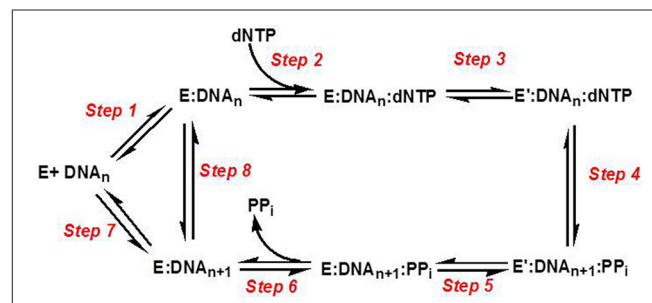 dNTP
Step 2
Step 3
E:DNAn
E:DNAn:dNTP
E':DNAn:dNTP
Step 1
E+ DNAn
Step 8
Step 4
PPi
Step 7
E:DNAn+1
Step 6
E:DNAn+1:PPi
Step 5
E':DNAn+1:PPi